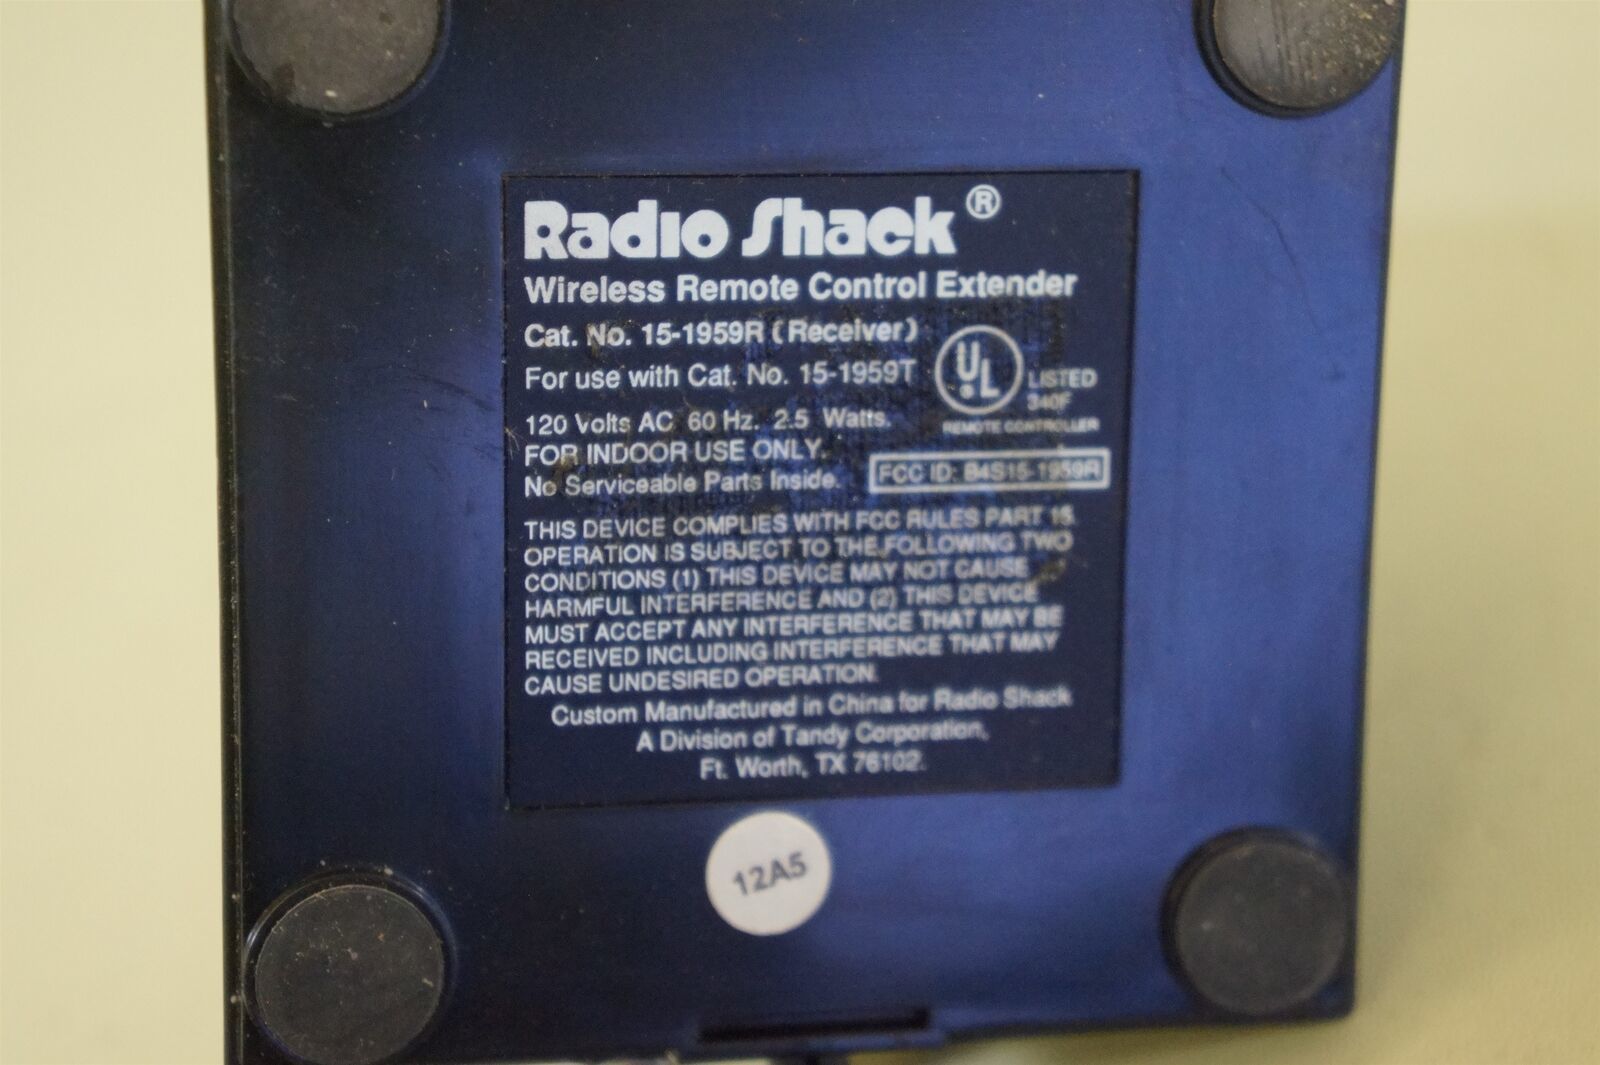 Radio Shack®
Wireless Remote Control Extender
Cat. No. 15-1959R (Receiver)
For use with Cat. No. 15-1959T
UL
LISTED
340F
REMOTE CONTROLLER
120 Volts AC 60 Hz. 2.5 Watts.
FOR INDOOR USE ONLY.
No Serviceable Parts Inside.
FCC ID: B4S15-1959R
THIS DEVICE COMPLIES WITH FCC RULES PART 15.
OPERATION IS SUBJECT TO THE FOLLOWING TWO
CONDITIONS (1) THIS DEVICE MAY NOT CAUSE
HARMFUL INTERFERENCE AND (2) THIS DEVICE
MUST ACCEPT ANY INTERFERENCE THAT MAY BE
RECEIVED INCLUDING INTERFERENCE THAT MAY
CAUSE UNDESIRED OPERATION.
Custom Manufactured in China for Radio Shack
A Division of Tandy Corporation,
Ft. Worth, TX 76102.
12A5